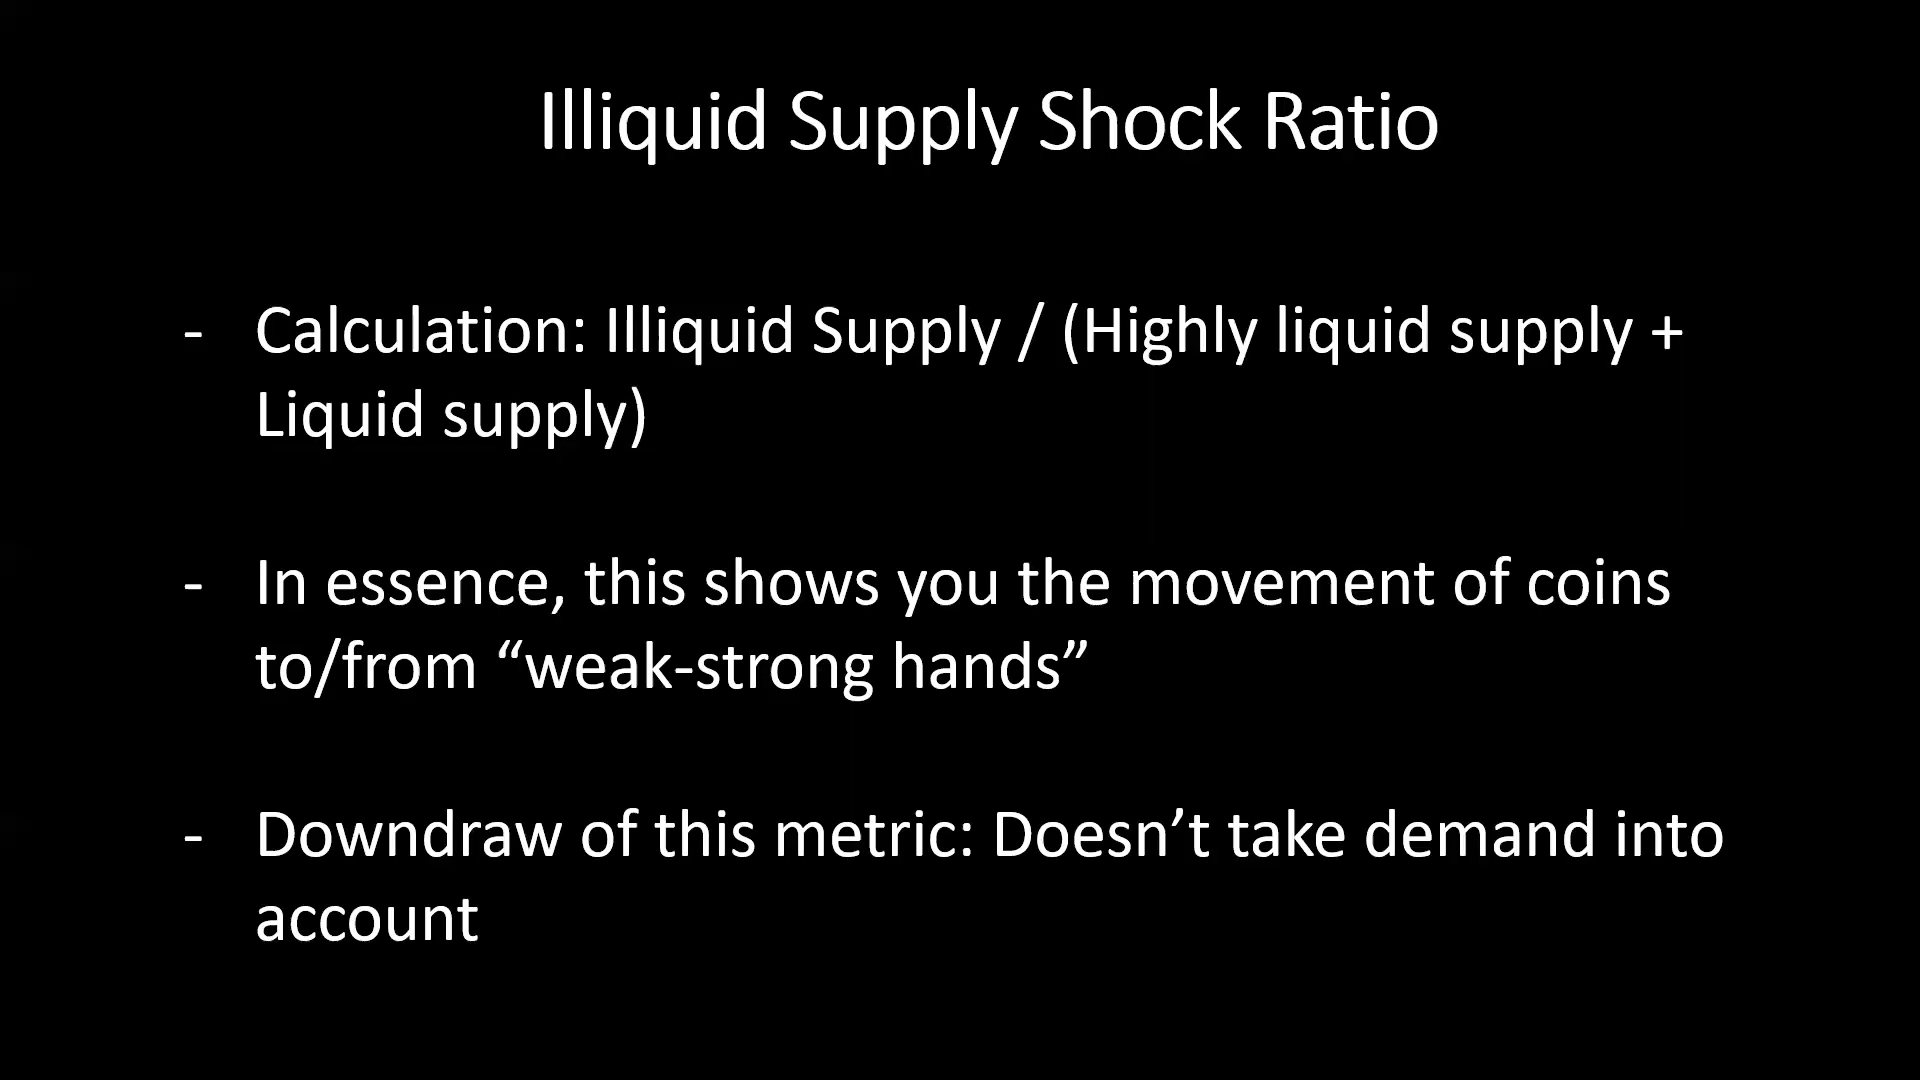 Illiquid Supply Shock Ratio
- Calculation: Illiquid Supply / (Highly liquid supply +
Liquid supply)
- In essence, this shows you the movement of coins
to/from “weak-strong hands”
- Downdraw of this metric: Doesn’t take demand into
account